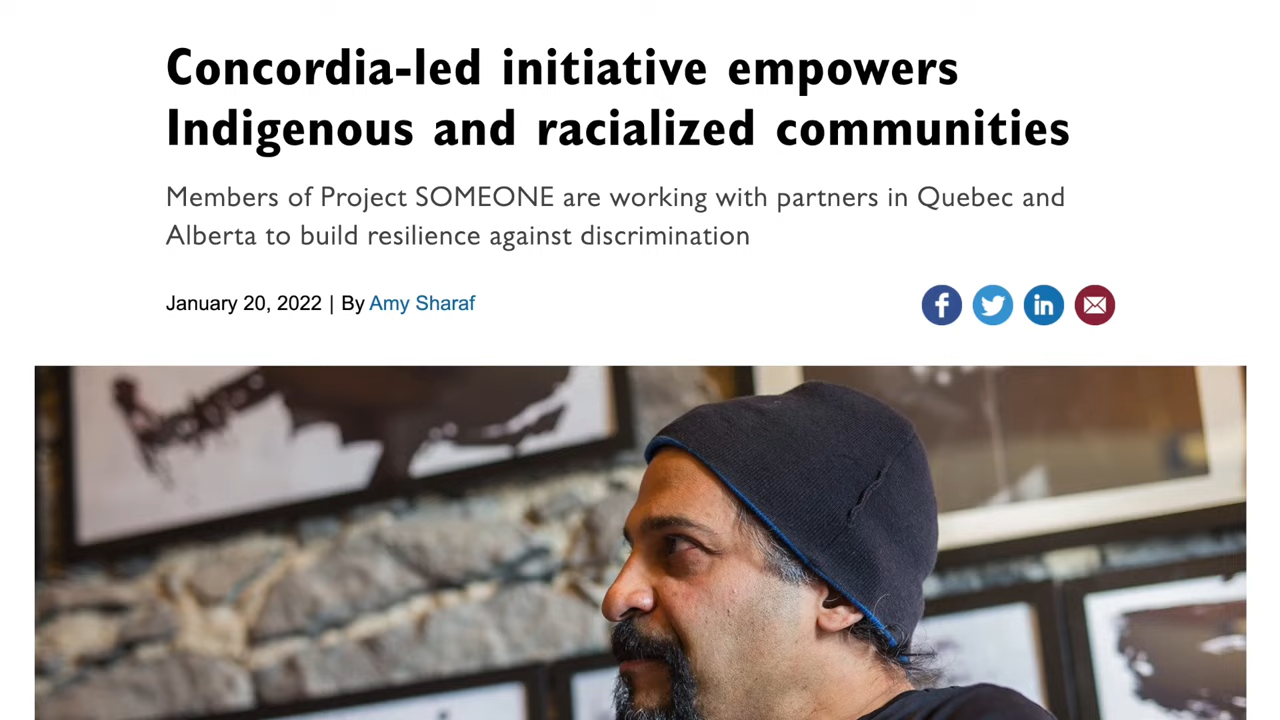 Concordia-led initiative empowers
Indigenous and racialized communities
Members of Project SOMEONE are working with partners in Quebec and
Alberta to build resilience against discrimination
January 20, 2022 | By Amy Sharaf